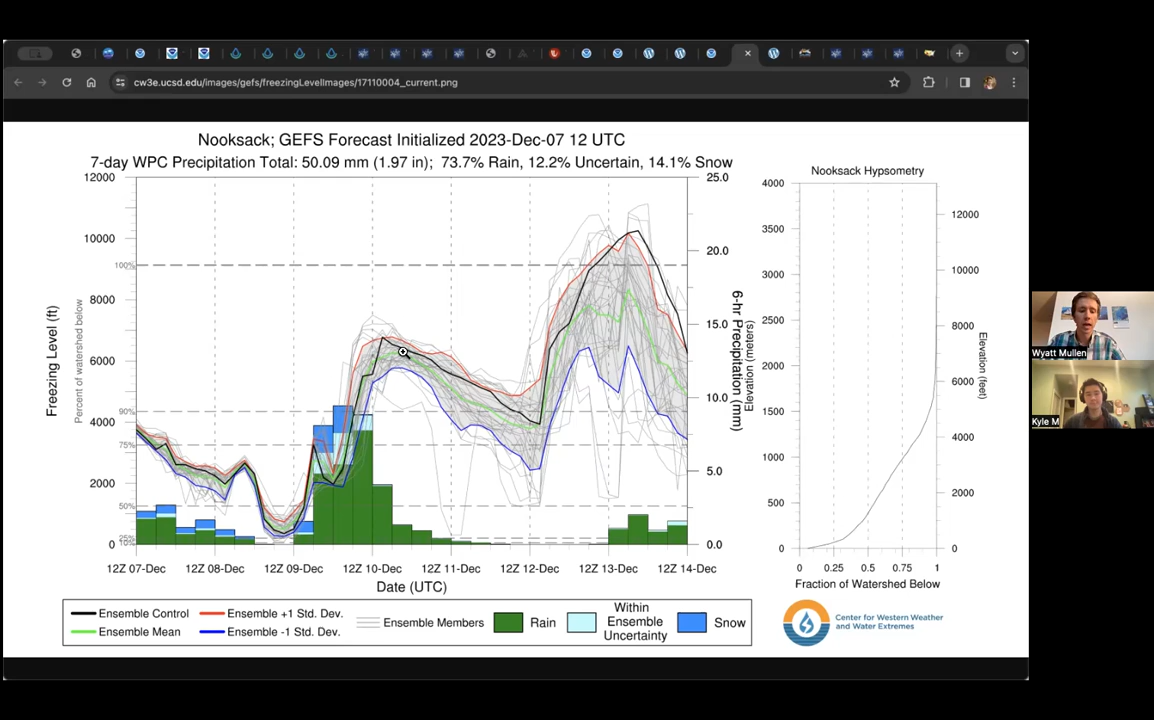 cw3e.ucsd.edu/images/gefs/freezingLevelImages/17110004_current.png
Nooksack; GEFS Forecast Initialized 2023-Dec-07 12 UTC
7-day WPC Precipitation Total: 50.09 mm (1.97 in); 73.7% Rain, 12.2% Uncertain, 14.1% Snow
12000
10000
8000
6000
4000
2000
0
Freezing Level (ft)
Percent of watershed below
100%
90%
75%
50%
25%
10%
25.0
20.0
15.0
10.0
5.0
0.0
6-hr Precipitation (mm)
12Z 07-Dec
12Z 08-Dec
12Z 09-Dec
12Z 10-Dec
12Z 11-Dec
12Z 12-Dec
12Z 13-Dec
12Z 14-Dec
Date (UTC)
Ensemble Control
Ensemble +1 Std. Dev.
Ensemble Mean
Ensemble -1 Std. Dev.
Ensemble Members
Rain
Within
Ensemble
Uncertainty
Snow
Nooksack Hypsometry
4000
3500
3000
2500
2000
1500
1000
500
0
Elevation (meters)
12000
10000
8000
6000
4000
2000
0
Elevation (feet)
0
0.25
0.5
0.75
1
Fraction of Watershed Below
Center for Western Weather
and Water Extremes
Wyatt Mullen
Kyle M